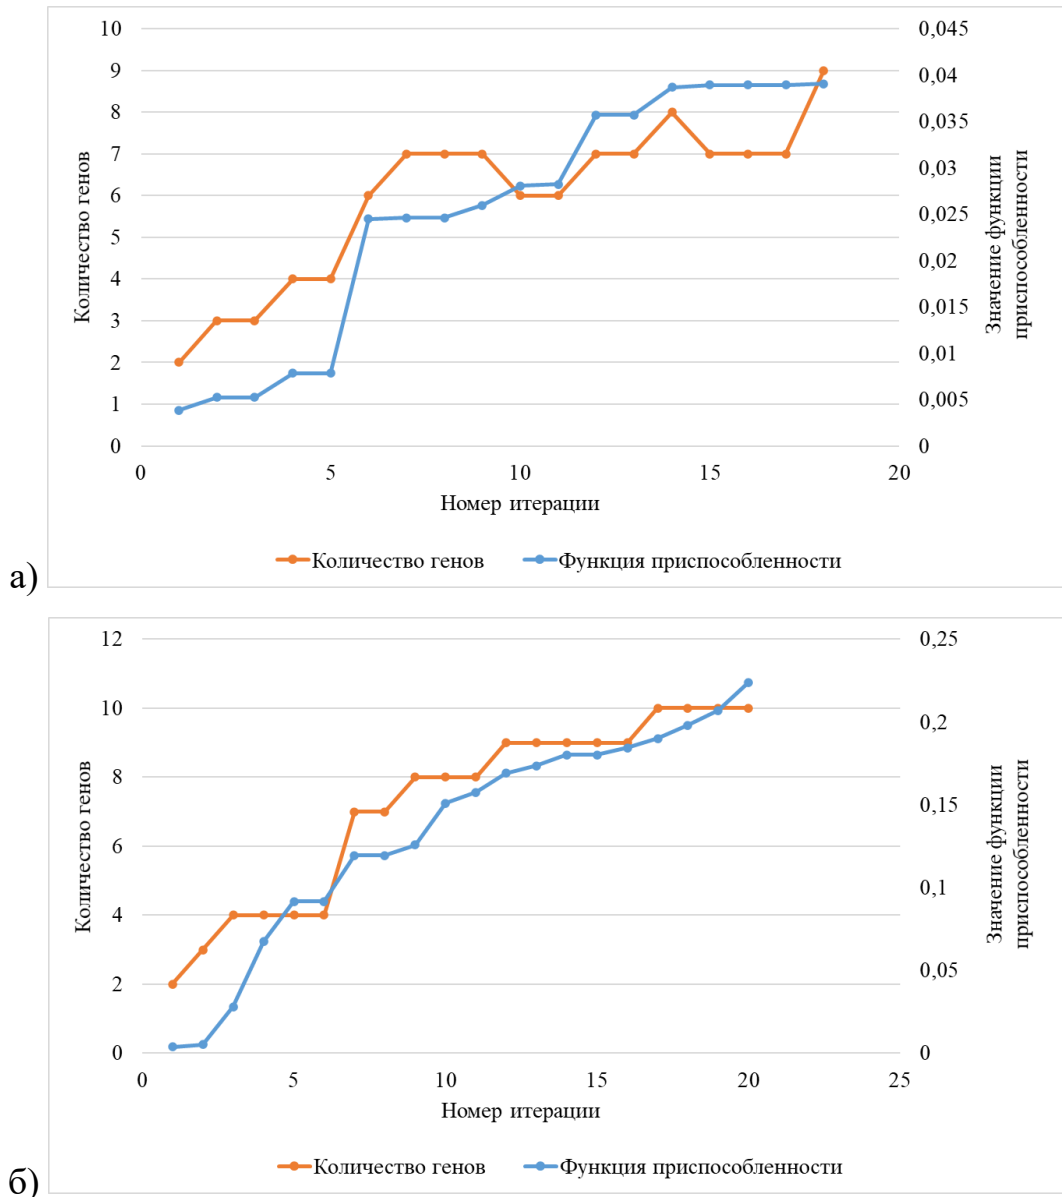 10 0,045
9 0,04
8 0,035
7 0,03
6 0,025
5 0,02
4 0,015
3 0,01
2 0,005
1 0
0
Количество генов
Значение функции
приспособленности
0 5 10 15 20
Номер итерации
Количество генов Функция приспособленности
а)
12 0,25
10 0,2
8 0,15
6 0,1
4 0,05
2 0
0
Количество генов
Значение функции
приспособленности
0 5 10 15 20 25
Номер итерации
Количество генов Функция приспособленности
б)